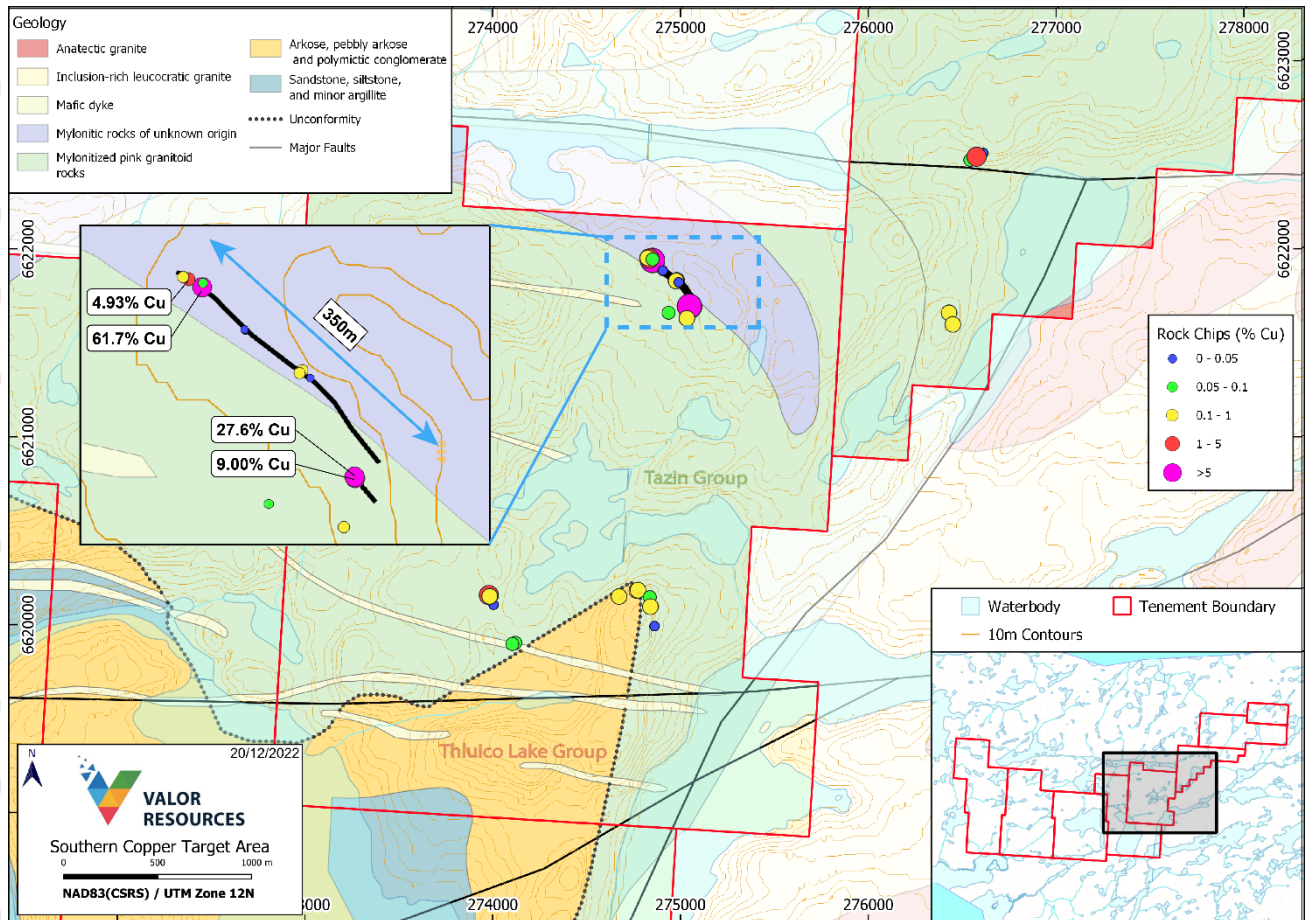 Geology
Anatectic granite
Inclusion-rich leucocratic granite
Mafic dyke
Mylonitic rocks of unknown origin
Mylonitized pink granitoid
rocks
Arkose, pebbly arkose
and polymictic conglomerate
Sandstone, siltstone,
and minor argillite
Unconformity
Major Faults
274000
275000
276000
277000
278000
6623000
6622000
6622000
6621000
6620000
4.93% Cu
61.7% Cu
350m
27.6% Cu
9.00% Cu
Rock Chips (% Cu)
0 - 0.05
0.05 - 0.1
0.1 - 1
1 - 5
>5
Tazin Group
Thluico Lake Group
Waterbody
Tenement Boundary
10m Contours
N
20/12/2022
VALOR
RESOURCES
Southern Copper Target Area
0 500 1000 m
NAD83(CSRS) / UTM Zone 12N
274000
275000
276000